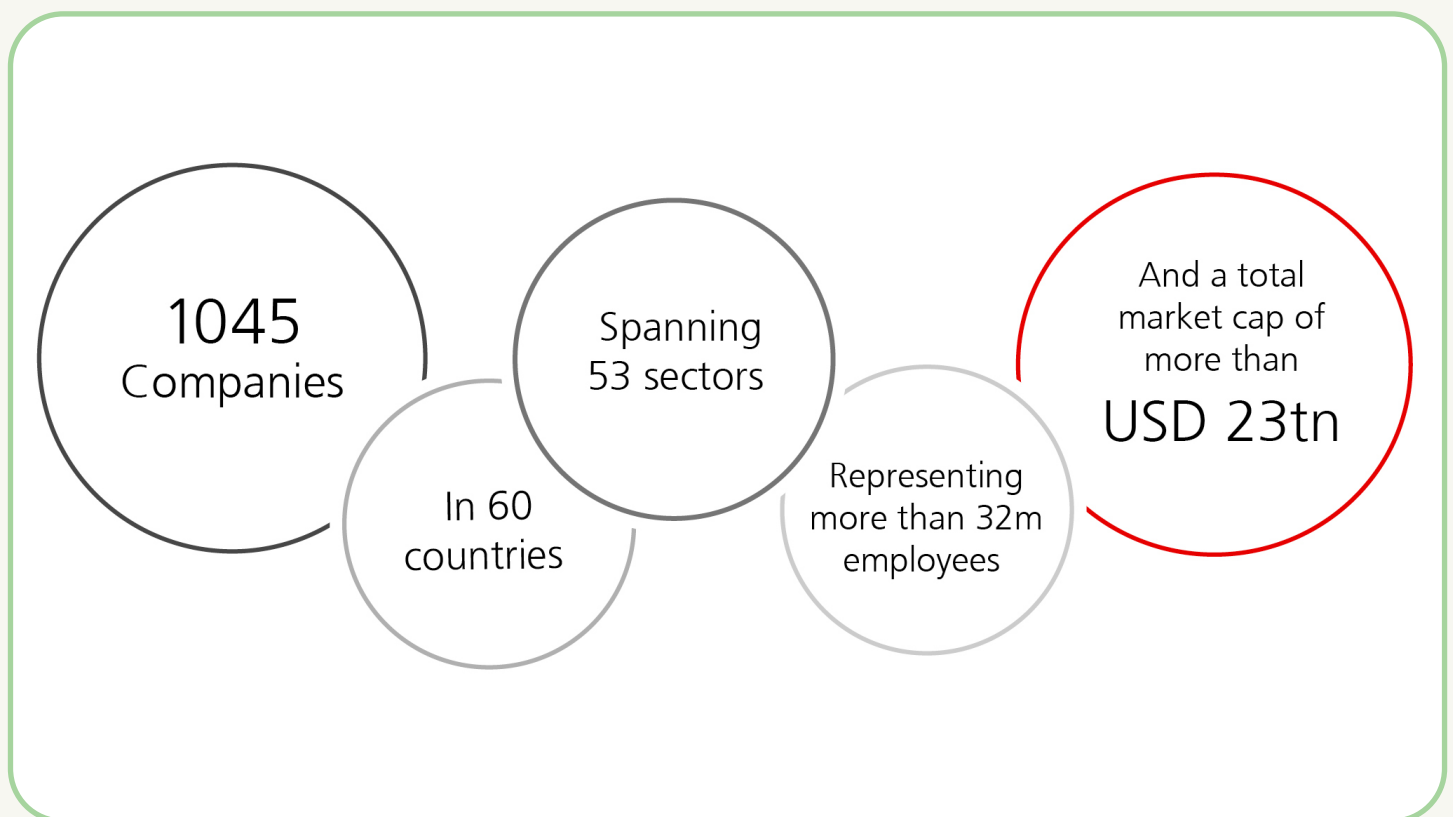 1045
Companies
In 60
countries
Spanning
53 sectors
Representing
more than 32m
employees
And a total
market cap of
more than
USD 23tn